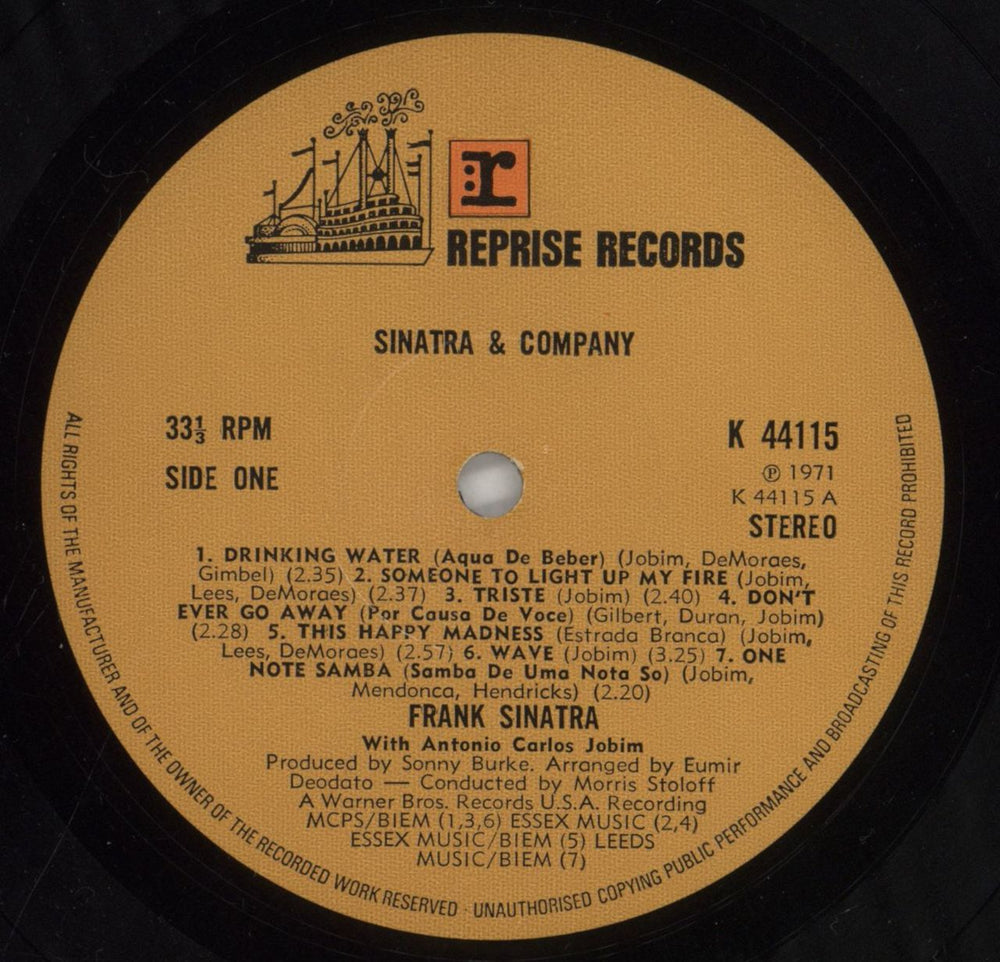 r
REPRISE RECORDS
SINATRA & COMPANY
33⅓ RPM
SIDE ONE
K 44115
Ⓟ 1971
K 44115 A
STEREO
1. DRINKING WATER (Aqua De Beber) (Jobim, DeMoraes,
Gimbel) (2.35) 2. SOMEONE TO LIGHT UP MY FIRE (Jobim,
Lees, DeMoraes) (2.37) 3. TRISTE (Jobim) (2.40) 4. DON'T
EVER GO AWAY (Por Causa De Voce) (Gilbert, Duran, Jobim)
(2.28) 5. THIS HAPPY MADNESS (Estrada Branca) (Jobim,
Lees, DeMoraes) (2.57) 6. WAVE (Jobim) (3.25) 7. ONE
NOTE SAMBA (Samba De Uma Nota So) (Jobim,
Mendonca, Hendricks) (2.20)
FRANK SINATRA
With Antonio Carlos Jobim
Produced by Sonny Burke. Arranged by Eumir
Deodato — Conducted by Morris Stoloff
A Warner Bros. Records U.S.A. Recording
MCPS/BIEM (1,3,6) ESSEX MUSIC (2,4)
ESSEX MUSIC/BIEM (5) LEEDS
MUSIC/BIEM (7)
ALL RIGHTS OF THE MANUFACTURER AND OF THE OWNER OF THE RECORDED WORK RESERVED · UNAUTHORISED COPYING PUBLIC PERFORMANCE AND BROADCASTING OF THIS RECORD PROHIBITED